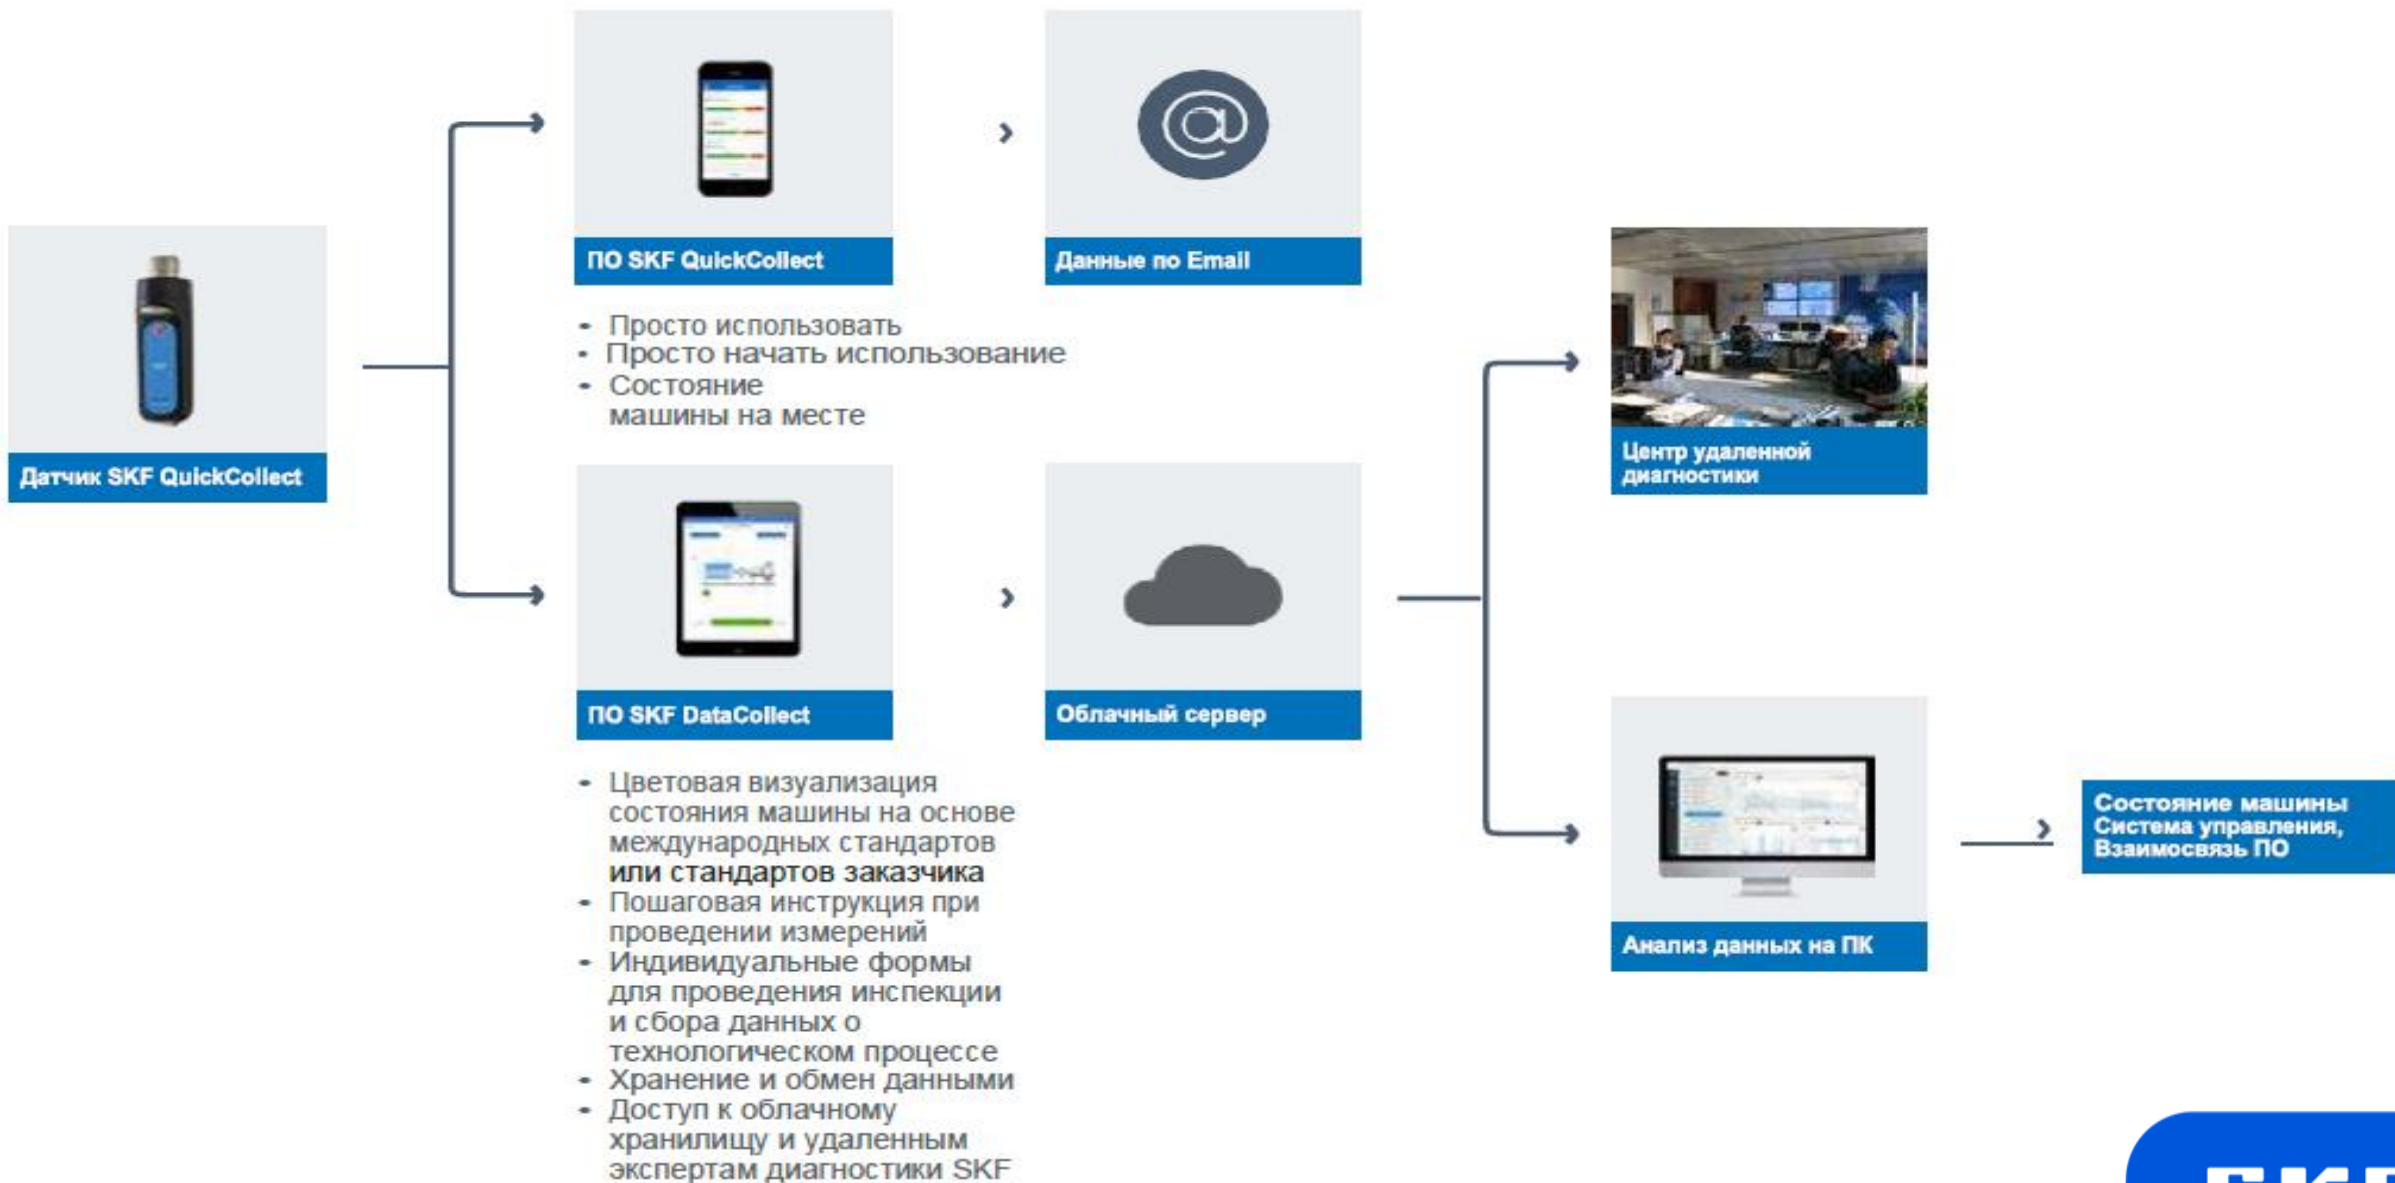 Датчик SKF QuickCollect
ПО SKF QuickCollect
Данные по Email
• Просто использовать
• Просто начать использование
• Состояние
машины на месте
ПО SKF DataCollect
Облачный сервер
• Цветовая визуализация
состояния машины на основе
международных стандартов
или стандартов заказчика
• Пошаговая инструкция при
проведении измерений
• Индивидуальные формы
для проведения инспекции
и сбора данных о
технологическом процессе
• Хранение и обмен данными
• Доступ к облачному
хранилищу и удаленным
экспертам диагностики SKF
Центр удаленной
диагностики
Анализ данных на ПК
Состояние машины
Система управления,
Взаимосвязь ПО